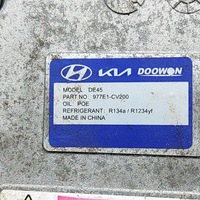 HYUNDAI KIA DOOWON
MODEL : DE45
PART NO : 977E1-CV200
OIL : POE
REFRIGERANT : R134a / R1234yf
MADE IN CHINA